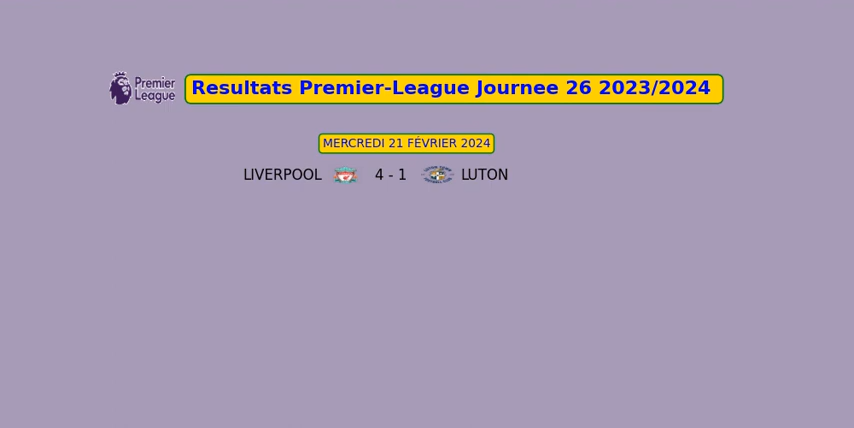 Premier
League
Resultats Premier-League Journee 26 2023/2024
MERCREDI 21 FÉVRIER 2024
LIVERPOOL 4 - 1 LUTON